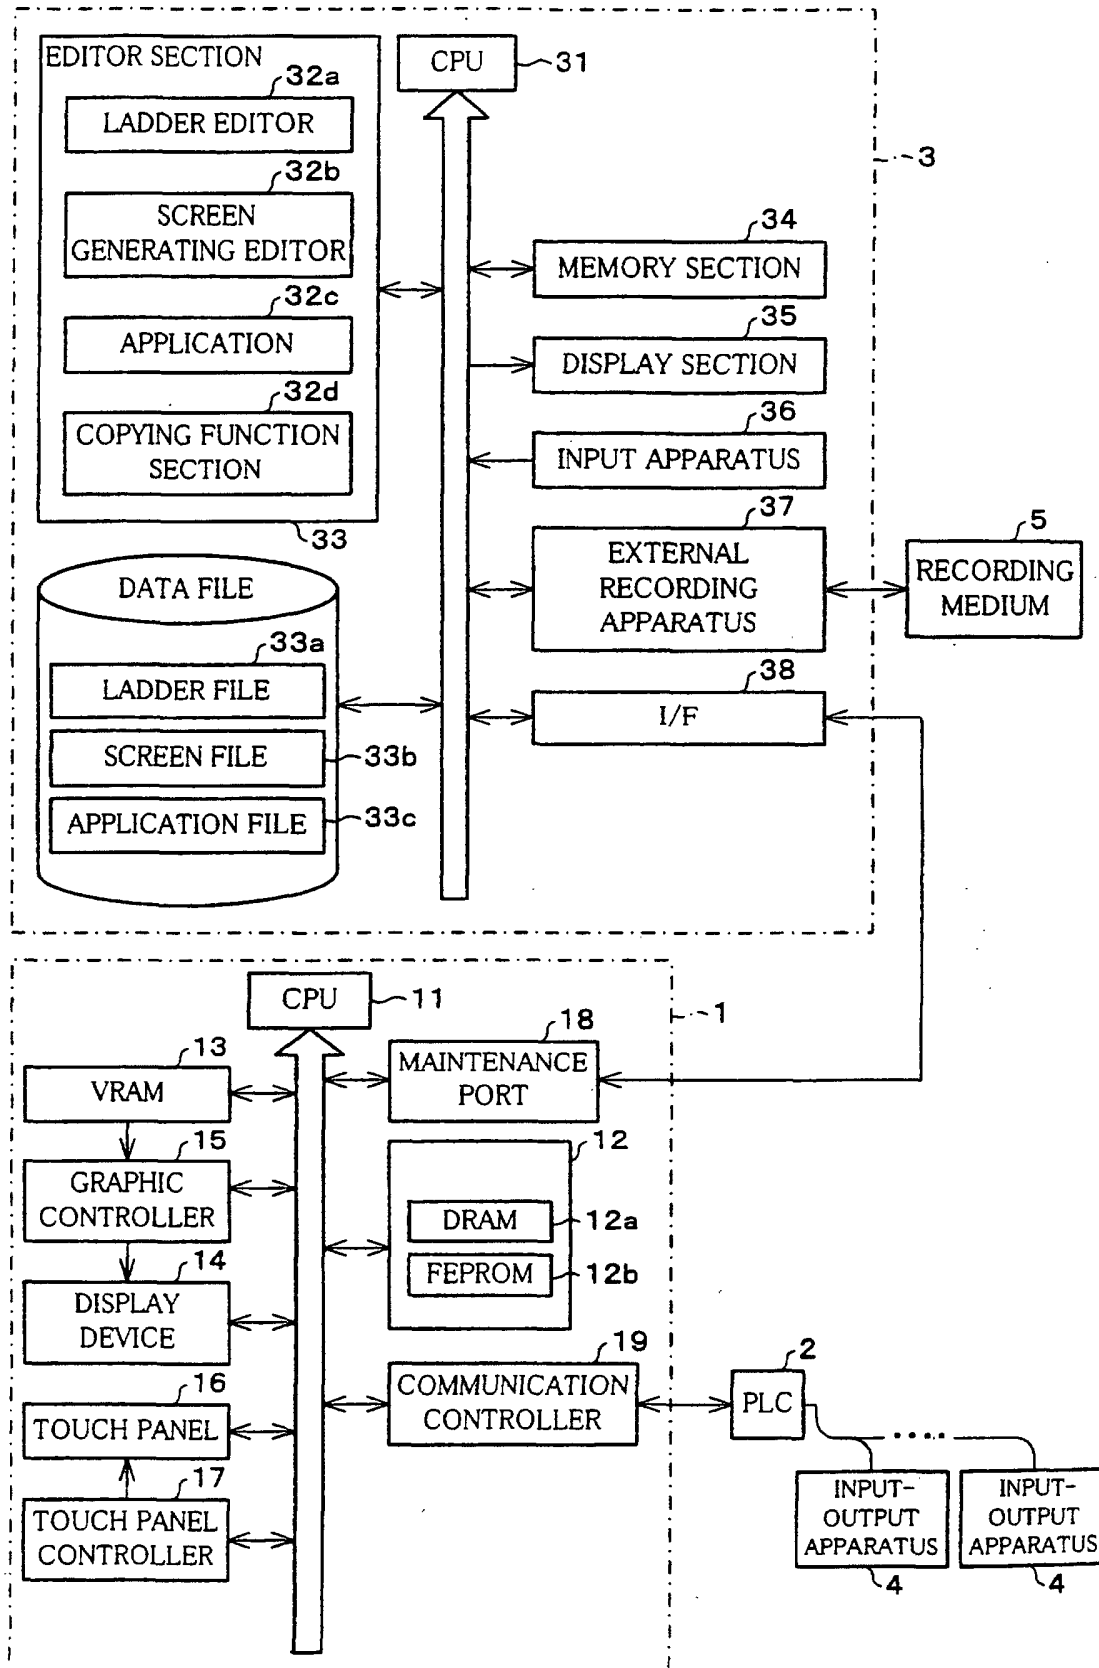 EDITOR SECTION
32a
LADDER EDITOR
32b
SCREEN
GENERATING EDITOR
32c
APPLICATION
32d
COPYING FUNCTION
SECTION
33
DATA FILE
33a
LADDER FILE
SCREEN FILE
33b
APPLICATION FILE
33c
CPU
31
3
34
MEMORY SECTION
35
DISPLAY SECTION
36
INPUT APPARATUS
37
EXTERNAL
RECORDING
APPARATUS
5
RECORDING
MEDIUM
38
I/F
CPU
11
1
13
VRAM
15
GRAPHIC
CONTROLLER
14
DISPLAY
DEVICE
16
TOUCH PANEL
17
TOUCH PANEL
CONTROLLER
18
MAINTENANCE
PORT
12
DRAM
12a
FEPROM
12b
19
COMMUNICATION
CONTROLLER
2
PLC
INPUT-
OUTPUT
APPARATUS
4
INPUT-
OUTPUT
APPARATUS
4